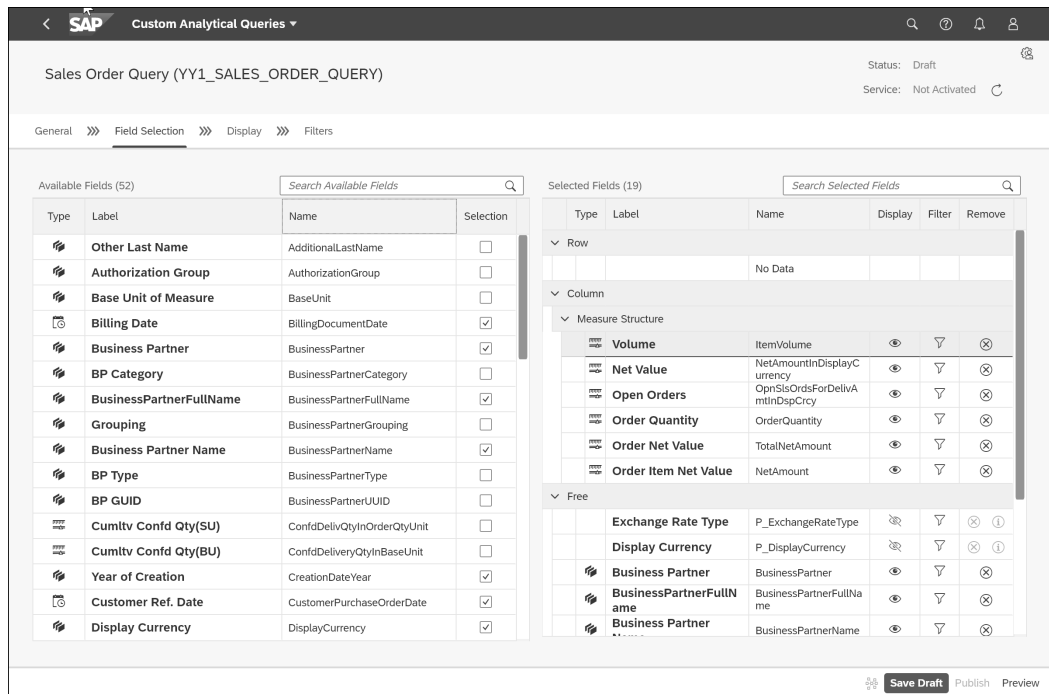 SAP Custom Analytical Queries
Sales Order Query (YY1_SALES_ORDER_QUERY)
Status: Draft
Service: Not Activated
General Field Selection Display Filters
Available Fields (52) Search Available Fields
Type Label Name Selection
Other Last Name AdditionalLastName
Authorization Group AuthorizationGroup
Base Unit of Measure BaseUnit
Billing Date BillingDocumentDate
Business Partner BusinessPartner
BP Category BusinessPartnerCategory
BusinessPartnerFullName BusinessPartnerFullName
Grouping BusinessPartnerGrouping
Business Partner Name BusinessPartnerName
BP Type BusinessPartnerType
BP GUID BusinessPartnerUUID
Cumltv Confd Qty(SU) ConfdDelivQtyInOrderQtyUnit
Cumltv Confd Qty(BU) ConfdDeliveryQtyInBaseUnit
Year of Creation CreationDateYear
Customer Ref. Date CustomerPurchaseOrderDate
Display Currency DisplayCurrency
Selected Fields (19) Search Selected Fields
Type Label Name Display Filter Remove
Row
No Data
Column
Measure Structure
Volume ItemVolume
Net Value NetAmountInDisplayC
urrency
Open Orders OpnSlsOrdsForDelivA
mtInDspCrcy
Order Quantity OrderQuantity
Order Net Value TotalNetAmount
Order Item Net Value NetAmount
Free
Exchange Rate Type P_ExchangeRateType
Display Currency P_DisplayCurrency
Business Partner BusinessPartner
BusinessPartnerFullN BusinessPartnerFullNa
ame me
Business Partner BusinessPartnerName
Save Draft Publish Preview